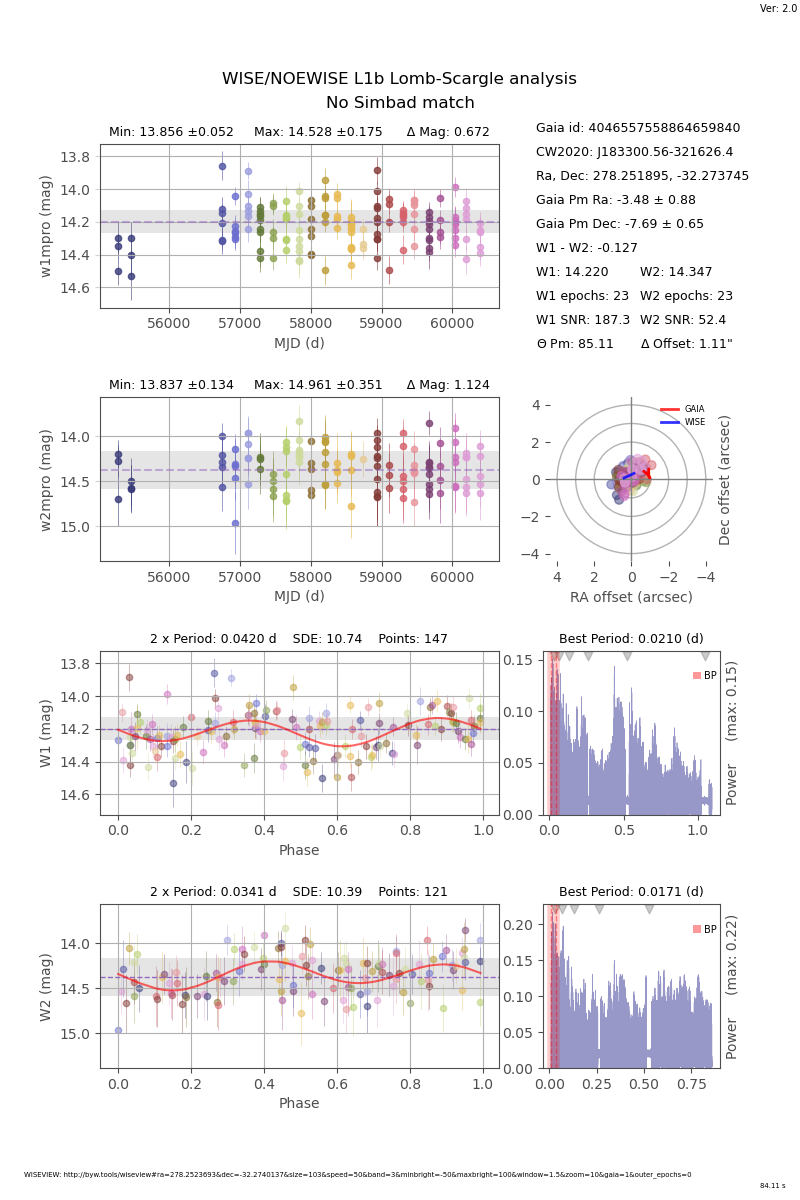 Ver: 2.0
WISE/NOEWISE L1b Lomb-Scargle analysis
No Simbad match
Min: 13.856 ±0.052 Max: 14.528 ±0.175 Δ Mag: 0.672
13.8
14.0
14.2
14.4
14.6
w1mpro (mag)
56000 57000 58000 59000 60000
MJD (d)
Gaia id: 4046557558864659840
CW2020: J183300.56-321626.4
Ra, Dec: 278.251895, -32.273745
Gaia Pm Ra: -3.48 ± 0.88
Gaia Pm Dec: -7.69 ± 0.65
W1 - W2: -0.127
W1: 14.220 W2: 14.347
W1 epochs: 23 W2 epochs: 23
W1 SNR: 187.3 W2 SNR: 52.4
Θ Pm: 85.11 Δ Offset: 1.11"
Min: 13.837 ±0.134 Max: 14.961 ±0.351 Δ Mag: 1.124
14.0
14.5
15.0
w2mpro (mag)
56000 57000 58000 59000 60000
MJD (d)
GAIA
WISE
4
2
0
−2
−4
4 2 0 −2 −4
RA offset (arcsec)
Dec offset (arcsec)
2 x Period: 0.0420 d SDE: 10.74 Points: 147
13.8
14.0
14.2
14.4
14.6
W1 (mag)
0.0 0.2 0.4 0.6 0.8 1.0
Phase
Best Period: 0.0210 (d)
BP
0.15
0.10
0.05
0.00
0.0 0.5 1.0
Power (max: 0.15)
2 x Period: 0.0341 d SDE: 10.39 Points: 121
14.0
14.5
15.0
W2 (mag)
0.0 0.2 0.4 0.6 0.8 1.0
Phase
Best Period: 0.0171 (d)
BP
0.20
0.15
0.10
0.05
0.00
0.00 0.25 0.50 0.75
Power (max: 0.22)
WISEVIEW: http://byw.tools/wiseview#ra=278.2523693&dec=-32.2740137&size=103&speed=50&band=3&minbright=-50&maxbright=100&window=1.5&zoom=10&gaia=1&outer_epochs=0
84.11 s